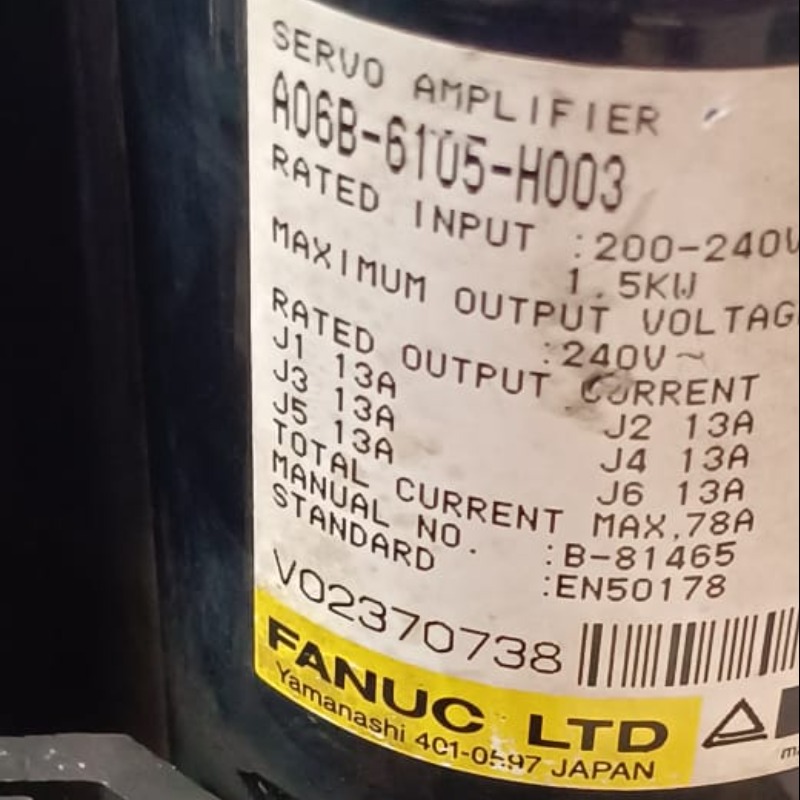 SERVO AMPLIFIER
A06B-6105-H003
RATED INPUT :200-240V
1.5KW
MAXIMUM OUTPUT VOLTAG
:240V~
RATED OUTPUT CURRENT
J1 13A J2 13A
J3 13A J4 13A
J5 13A J6 13A
TOTAL CURRENT MAX,78A
MANUAL NO. :B-81465
STANDARD :EN50178
V02370738
FANUC LTD
Yamanashi 401-0597 JAPAN